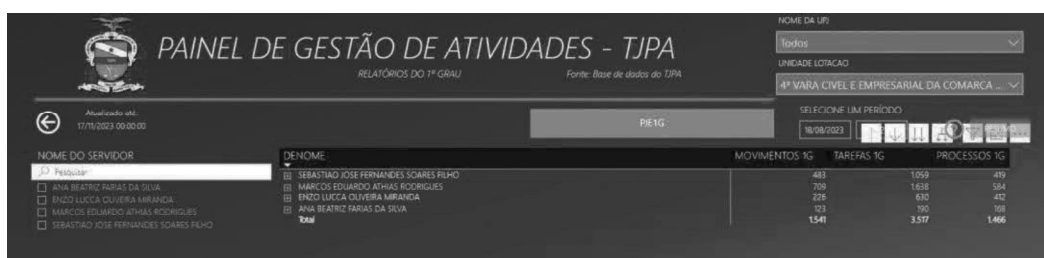 NOME DA UPJ
PAINEL DE GESTÃO DE ATIVIDADES - TJPA
Todos
RELATÓRIOS DO 1º GRAU Fonte: Base de dados do TJPA
UNIDADE LOTACAO
4ª VARA CIVEL E EMPRESARIAL DA COMARCA ...
Atualizado até:
17/11/2023 00:00:00
PJE1G
SELECIONE UM PERÍODO
18/08/2023
NOME DO SERVIDOR
Pesquisar
ANA BEATRIZ FARIAS DA SILVA
ENZO LUCCA OLIVEIRA MIRANDA
MARCOS EDUARDO ATHIAS RODRIGUES
SEBASTIAO JOSE FERNANDES SOARES FILHO
DENOME MOVIMENTOS 1G TAREFAS 1G PROCESSOS 1G
SEBASTIAO JOSE FERNANDES SOARES FILHO 483 1.059 419
MARCOS EDUARDO ATHIAS RODRIGUES 709 1.638 584
ENZO LUCCA OLIVEIRA MIRANDA 226 630 412
ANA BEATRIZ FARIAS DA SILVA 123 190 168
Total 1.541 3.517 1.466